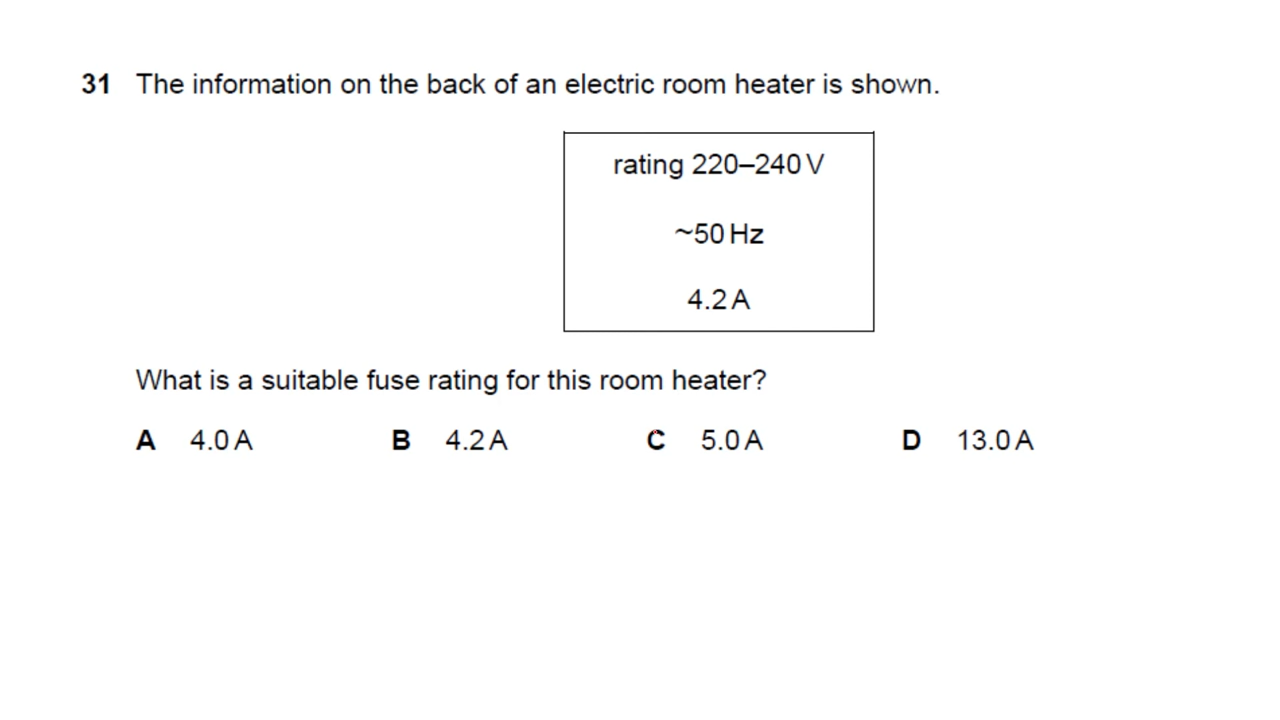 31 The information on the back of an electric room heater is shown.
rating 220–240 V
~50 Hz
4.2 A
What is a suitable fuse rating for this room heater?
A 4.0 A B 4.2 A C 5.0 A D 13.0 A